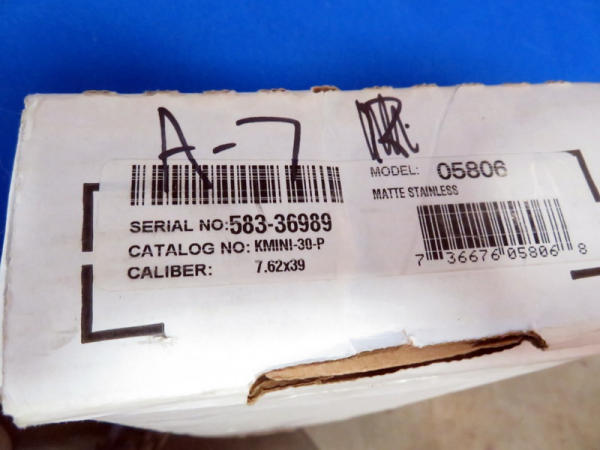 A-7
MODEL: 05806
MATTE STAINLESS
SERIAL NO: 583-36989
CATALOG NO: KMINI-30-P
CALIBER: 7.62x39
7 36676 05806 8